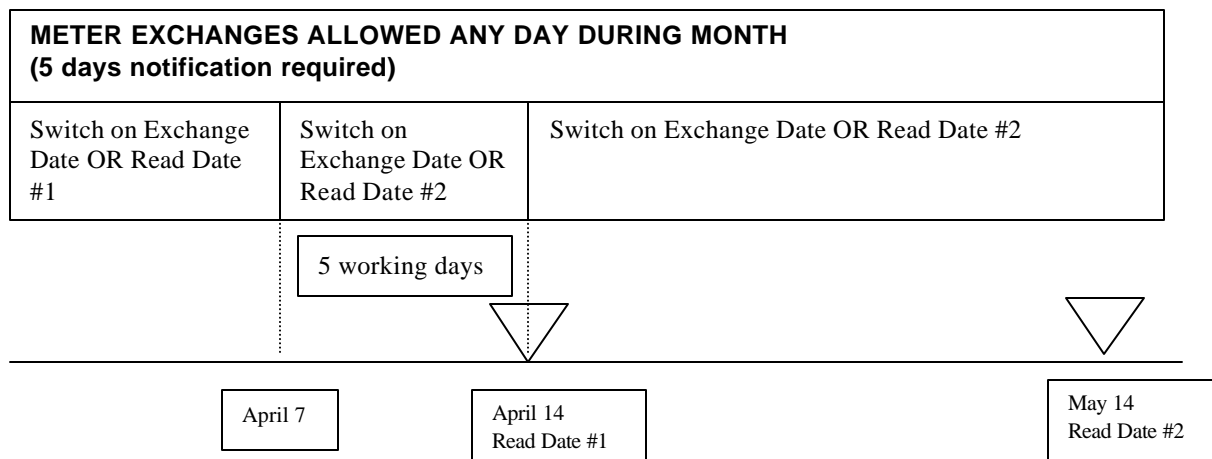 METER EXCHANGES ALLOWED ANY DAY DURING MONTH
(5 days notification required)
Switch on Exchange
Date OR Read Date
#1
Switch on
Exchange Date OR
Read Date #2
Switch on Exchange Date OR Read Date #2
5 working days
April 7
April 14
Read Date #1
May 14
Read Date #2